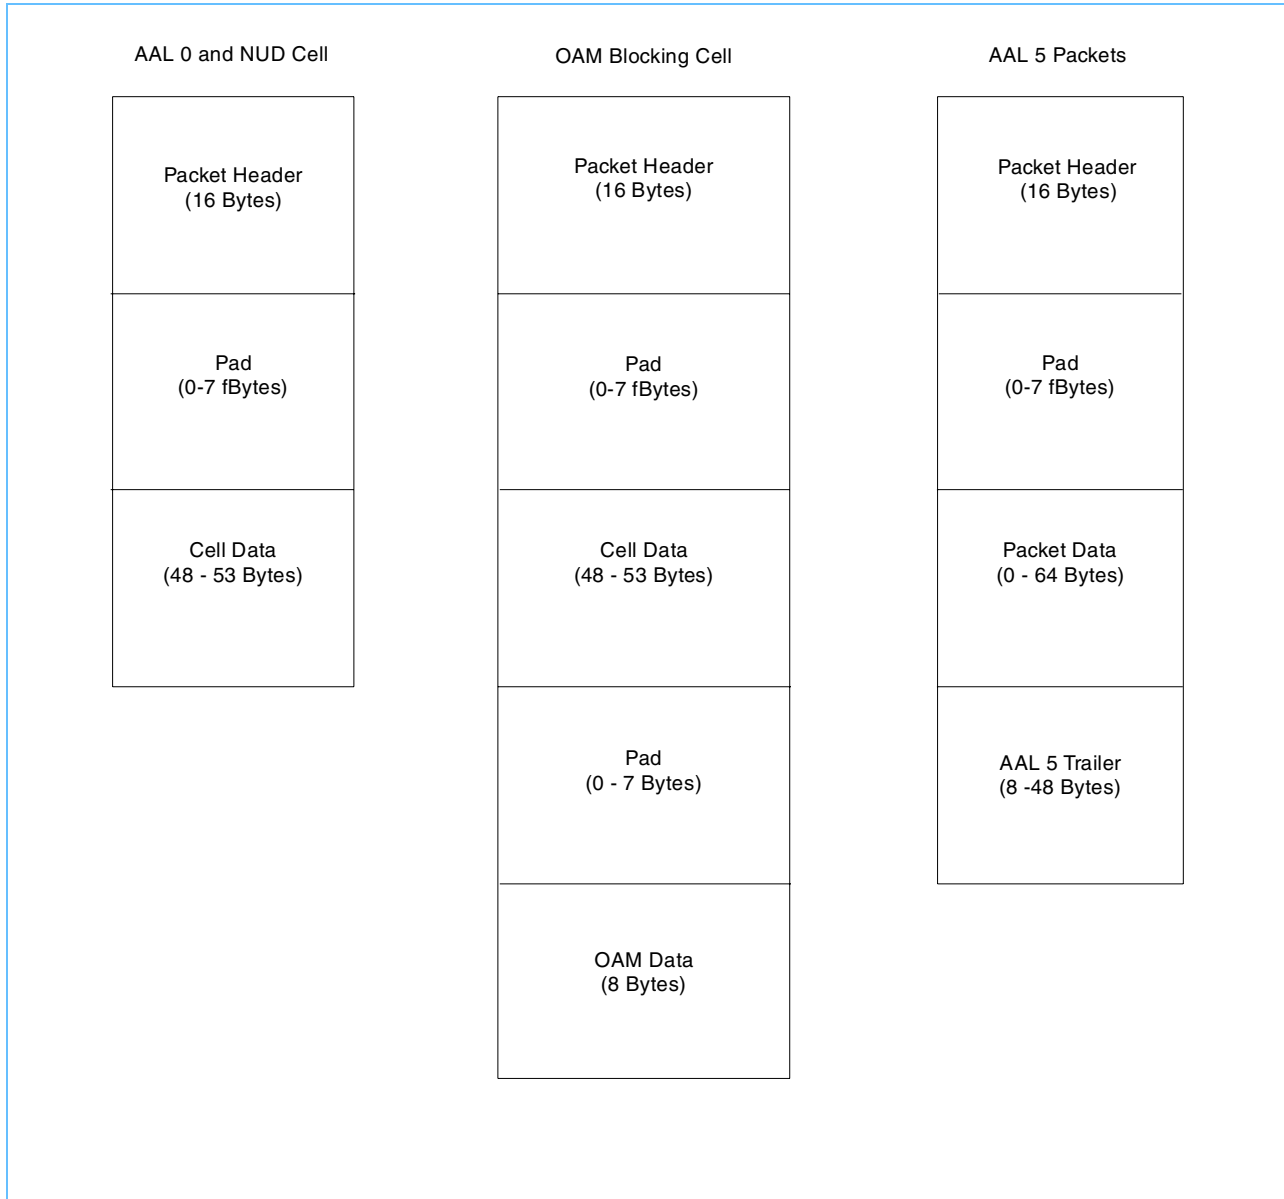 AAL 0 and NUD Cell
Packet Header
(16 Bytes)
Pad
(0-7 fBytes)
Cell Data
(48 - 53 Bytes)
OAM Blocking Cell
Packet Header
(16 Bytes)
Pad
(0-7 fBytes)
Cell Data
(48 - 53 Bytes)
Pad
(0 - 7 Bytes)
OAM Data
(8 Bytes)
AAL 5 Packets
Packet Header
(16 Bytes)
Pad
(0-7 fBytes)
Packet Data
(0 - 64 Bytes)
AAL 5 Trailer
(8 -48 Bytes)